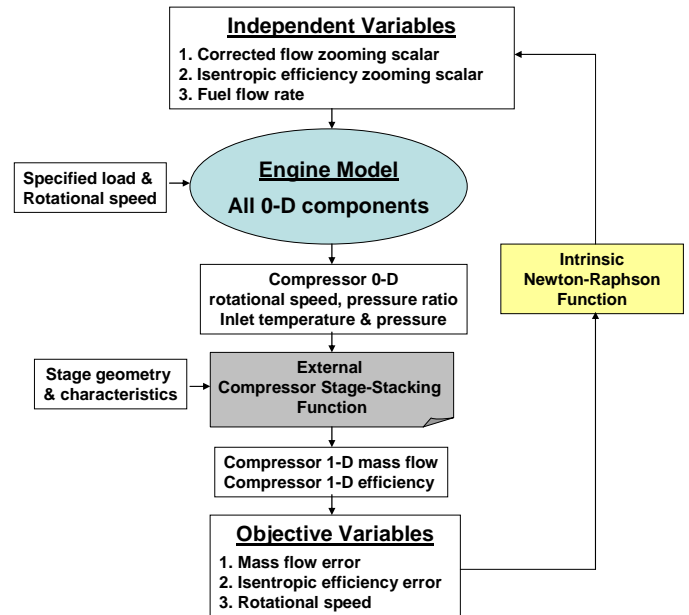 Independent Variables
1. Corrected flow zooming scalar
2. Isentropic efficiency zooming scalar
3. Fuel flow rate
Specified load &
Rotational speed
Engine Model
All 0-D components
Compressor 0-D
rotational speed, pressure ratio
Inlet temperature & pressure
Intrinsic
Newton-Raphson
Function
Stage geometry
& characteristics
External
Compressor Stage-Stacking
Function
Compressor 1-D mass flow
Compressor 1-D efficiency
Objective Variables
1. Mass flow error
2. Isentropic efficiency error
3. Rotational speed